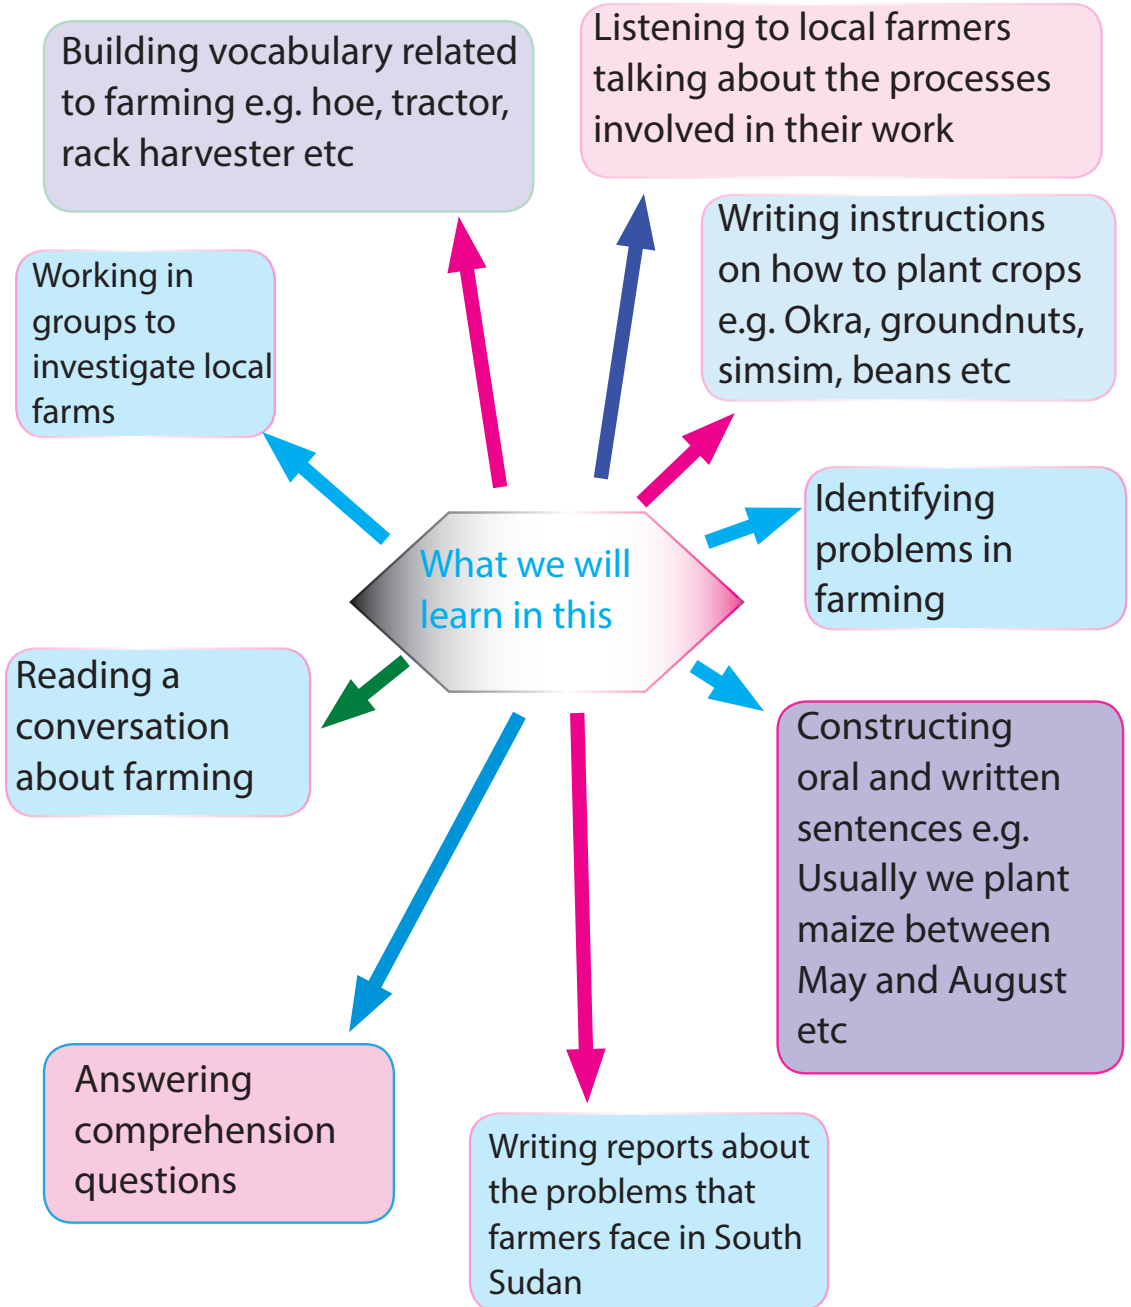 Building vocabulary related
to farming e.g. hoe, tractor,
rack harvester etc
Listening to local farmers
talking about the processes
involved in their work
Writing instructions
on how to plant crops
e.g. Okra, groundnuts,
simsim, beans etc
Working in
groups to
investigate local
farms
Identifying
problems in
farming
What we will
learn in this
Reading a
conversation
about farming
Constructing
oral and written
sentences e.g.
Usually we plant
maize between
May and August
etc
Answering
comprehension
questions
Writing reports about
the problems that
farmers face in South
Sudan